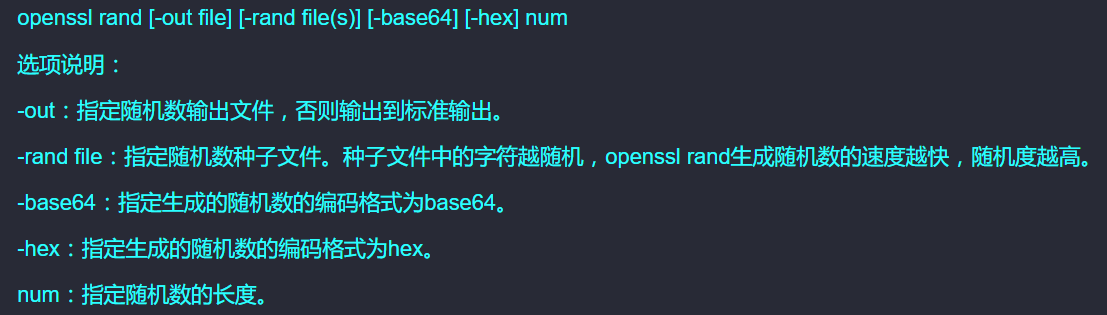 openssl rand [-out file] [-rand file(s)] [-base64] [-hex] num
选项说明：
-out：指定随机数输出文件，否则输出到标准输出。
-rand file：指定随机数种子文件。种子文件中的字符越随机，openssl rand生成随机数的速度越快，随机度越高。
-base64：指定生成的随机数的编码格式为base64。
-hex：指定生成的随机数的编码格式为hex。
num：指定随机数的长度。